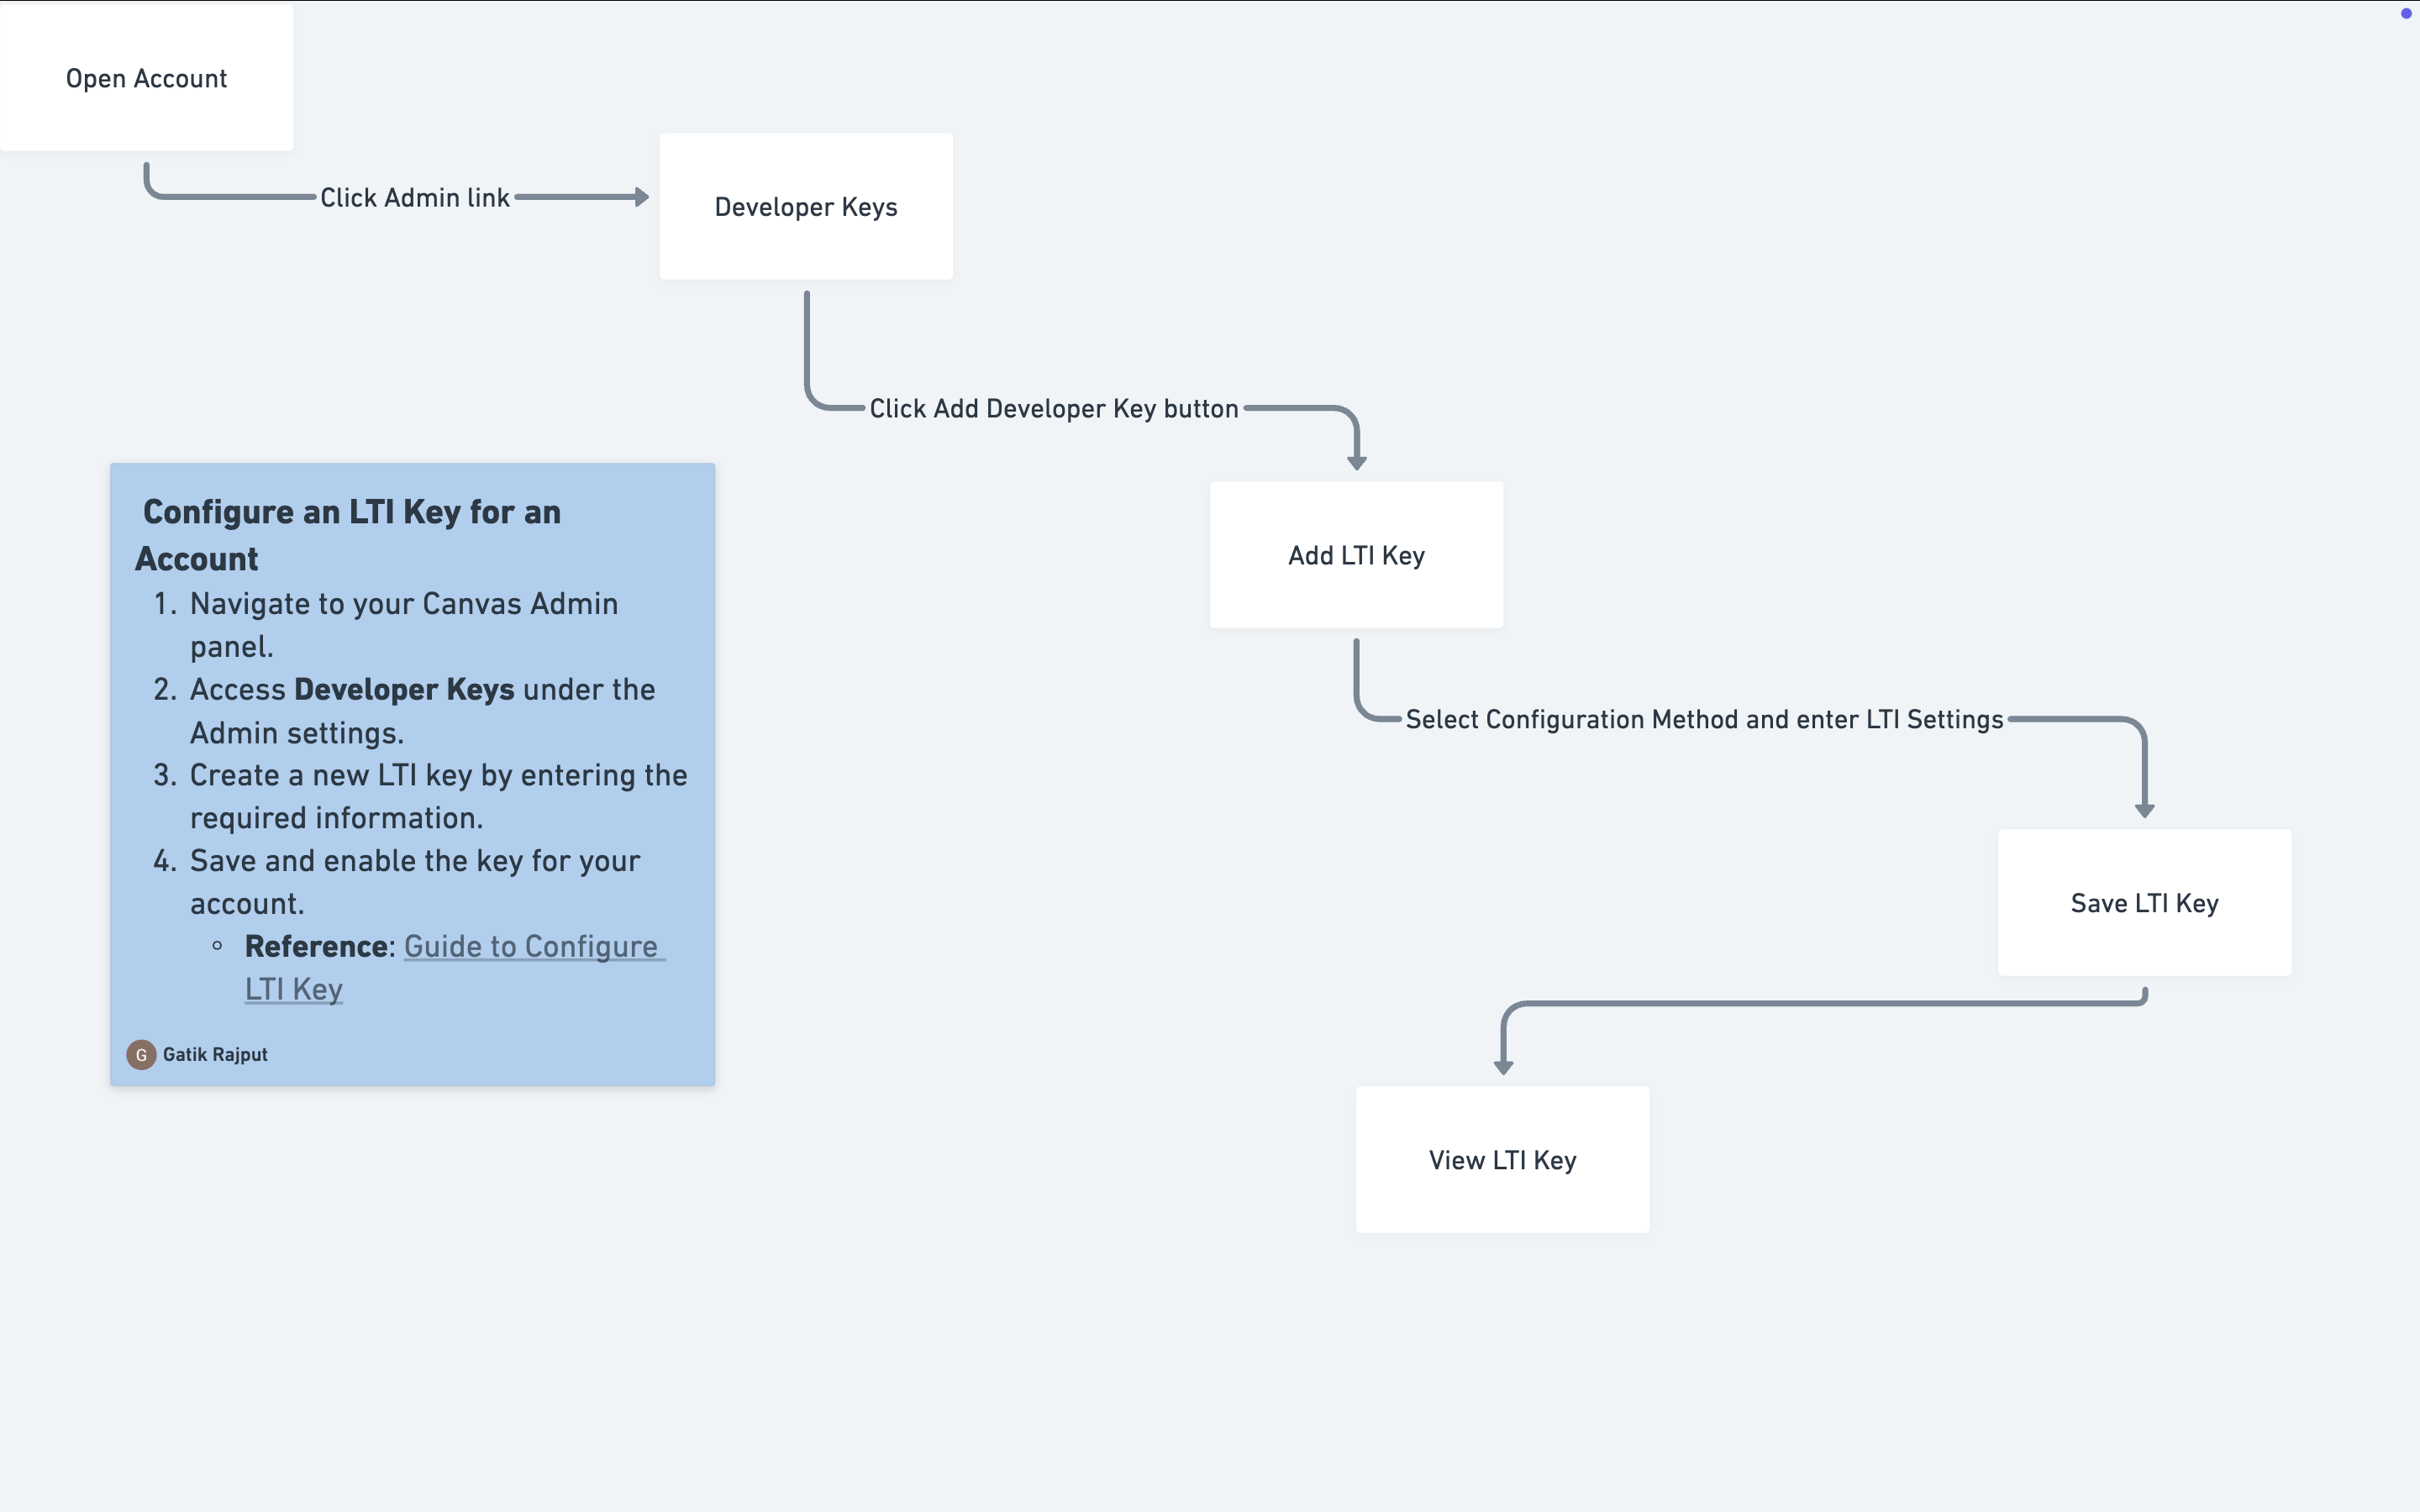 Open Account
Click Admin link
Developer Keys
Click Add Developer Key button
Configure an LTI Key for an
Account
1. Navigate to your Canvas Admin
panel.
2. Access Developer Keys under the
Admin settings.
3. Create a new LTI key by entering the
required information.
4. Save and enable the key for your
account.
◦ Reference: Guide to Configure
LTI Key
G Gatik Rajput
Add LTI Key
Select Configuration Method and enter LTI Settings
Save LTI Key
View LTI Key